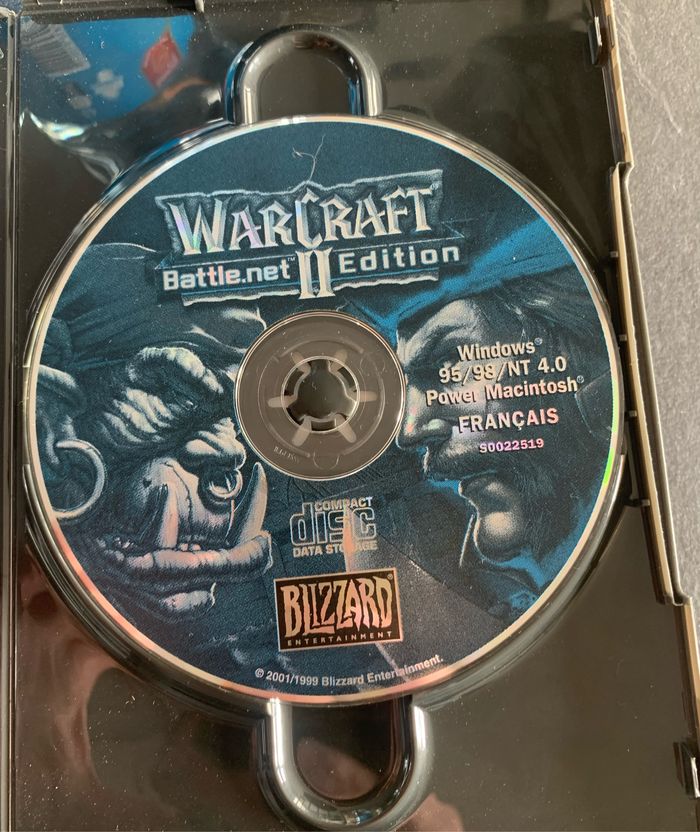 WARCRAFT
Battle.net™ II Edition
Windows®
95/98/NT 4.0
Power Macintosh®
FRANÇAIS
S0022519
COMPACT
disc
DATA STORAGE
BLIZZARD®
ENTERTAINMENT
© 2001/1999 Blizzard Entertainment.